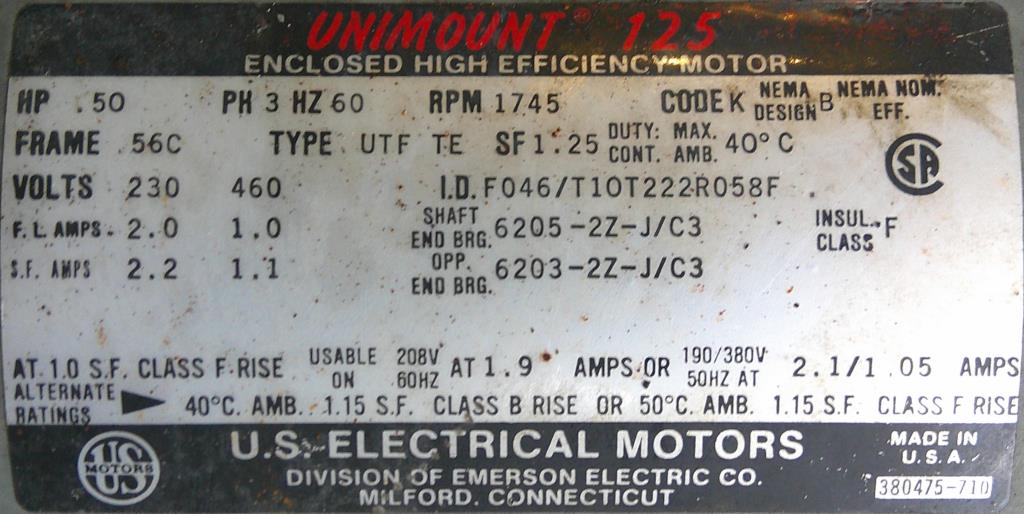 UNIMOUNT® 125
ENCLOSED HIGH EFFICIENCY MOTOR
HP .50 PH 3 HZ 60 RPM 1745 CODE K NEMA DESIGN B NEMA NOM. EFF.
FRAME 56C TYPE UTF TE SF 1.25 DUTY: CONT. MAX. AMB. 40°C
CSA
VOLTS 230 460 I.D. F046/T10T222R058F
F.L. AMPS 2.0 1.0 SHAFT END BRG. 6205-2Z-J/C3 INSUL. CLASS F
S.F. AMPS 2.2 1.1 OPP. END BRG. 6203-2Z-J/C3
AT 1.0 S.F. CLASS F RISE USABLE ON 208V 60HZ AT 1.9 AMPS OR 190/380V 50HZ AT 2.1/1.05 AMPS
ALTERNATE RATINGS 40°C. AMB. 1.15 S.F. CLASS B RISE OR 50°C. AMB. 1.15 S.F. CLASS F RISE
US MOTORS
U.S. ELECTRICAL MOTORS
DIVISION OF EMERSON ELECTRIC CO.
MILFORD, CONNECTICUT
MADE IN
U.S.A.
380475-710